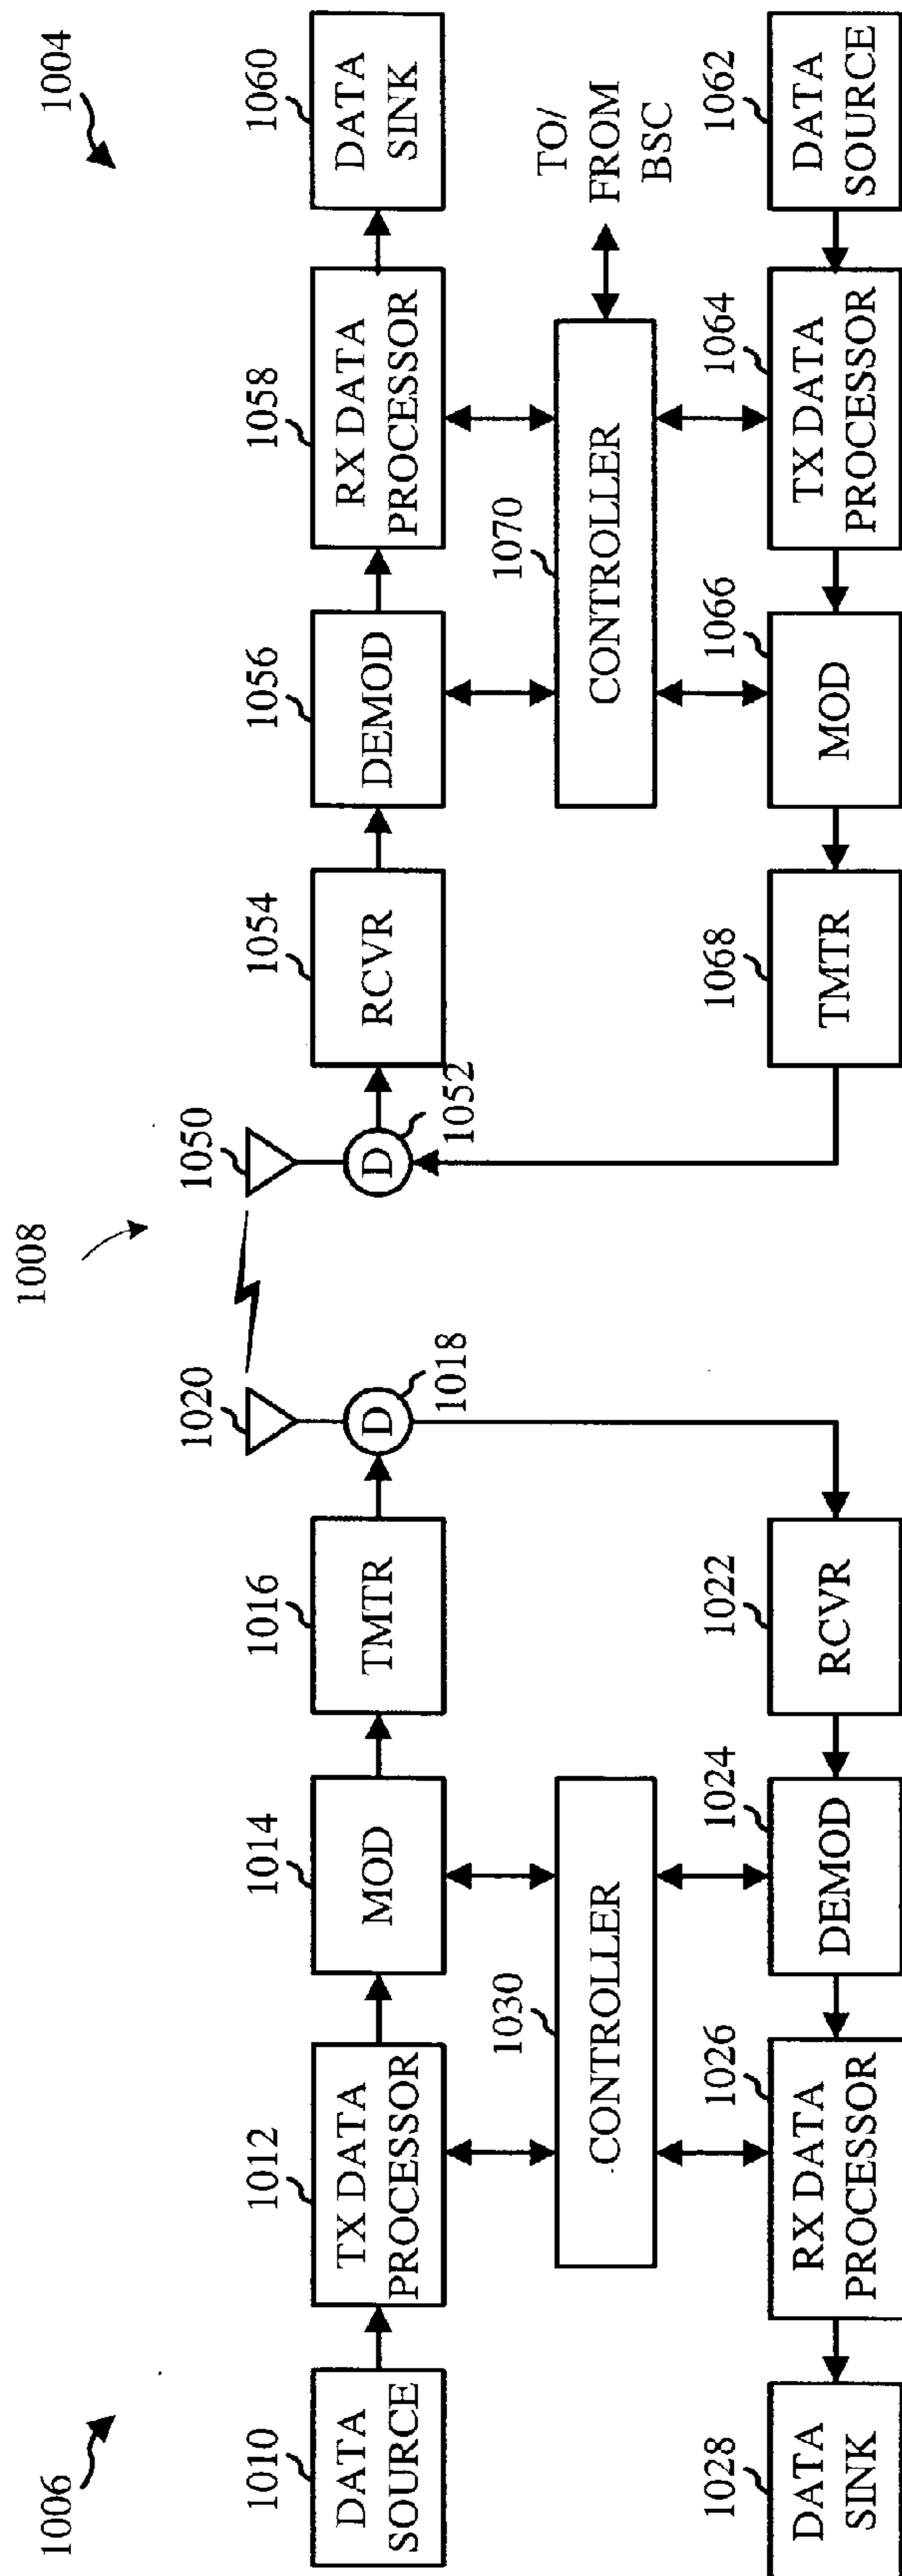 1006
1008
1004
1010
DATA
SOURCE
1012
TX DATA
PROCESSOR
1014
MOD
1016
TMTR
1020
D
1018
1050
D
1052
1054
RCVR
1056
DEMOD
1058
RX DATA
PROCESSOR
1060
DATA
SINK
1030
CONTROLLER
1070
CONTROLLER
TO/
FROM
BSC
1028
DATA
SINK
1026
RX DATA
PROCESSOR
1024
DEMOD
1022
RCVR
1068
TMTR
1066
MOD
1064
TX DATA
PROCESSOR
1062
DATA
SOURCE